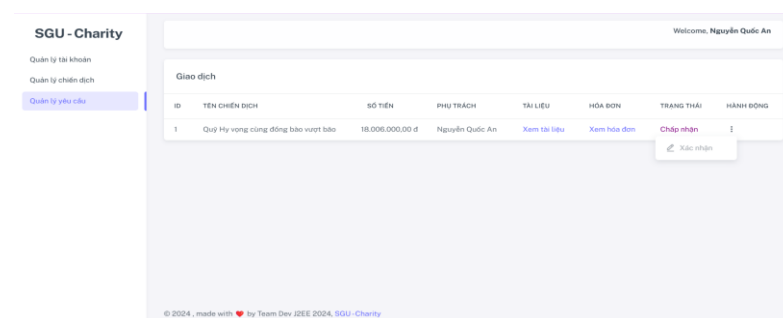 SGU - Charity
Welcome, Nguyễn Quốc An
Quản lý tài khoản
Quản lý chiến dịch
Quản lý yêu cầu
Giao dịch
ID TÊN CHIẾN DỊCH SỐ TIỀN PHỤ TRÁCH TÀI LIỆU HÓA ĐƠN TRẠNG THÁI HÀNH ĐỘNG
1 Quỹ Hy vọng cùng đồng bào vượt bão 18.006.000,00 đ Nguyễn Quốc An Xem tài liệu Xem hóa đơn Chấp nhận
Xác nhận
© 2024 , made with ❤ by Team Dev J2EE 2024, SGU -Charity